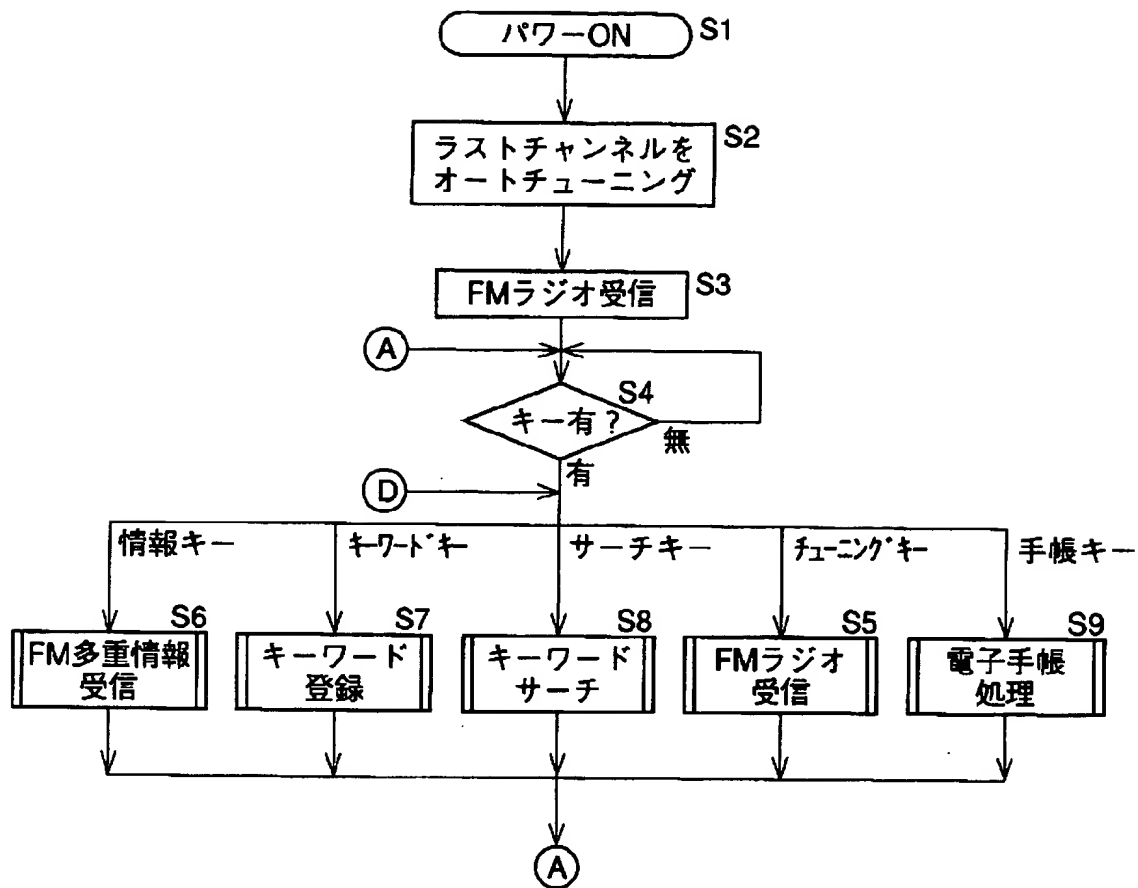 パワーON
S1
ラストチャンネルを
オートチューニング
S2
FMラジオ受信
S3
A
S4
キー有?
無
有
D
情報キー
キーワードキー
サーチキー
チューニングキー
手帳キー
S6
FM多重情報
受信
S7
キーワード
登録
S8
キーワード
サーチ
S5
FMラジオ
受信
S9
電子手帳
処理
A